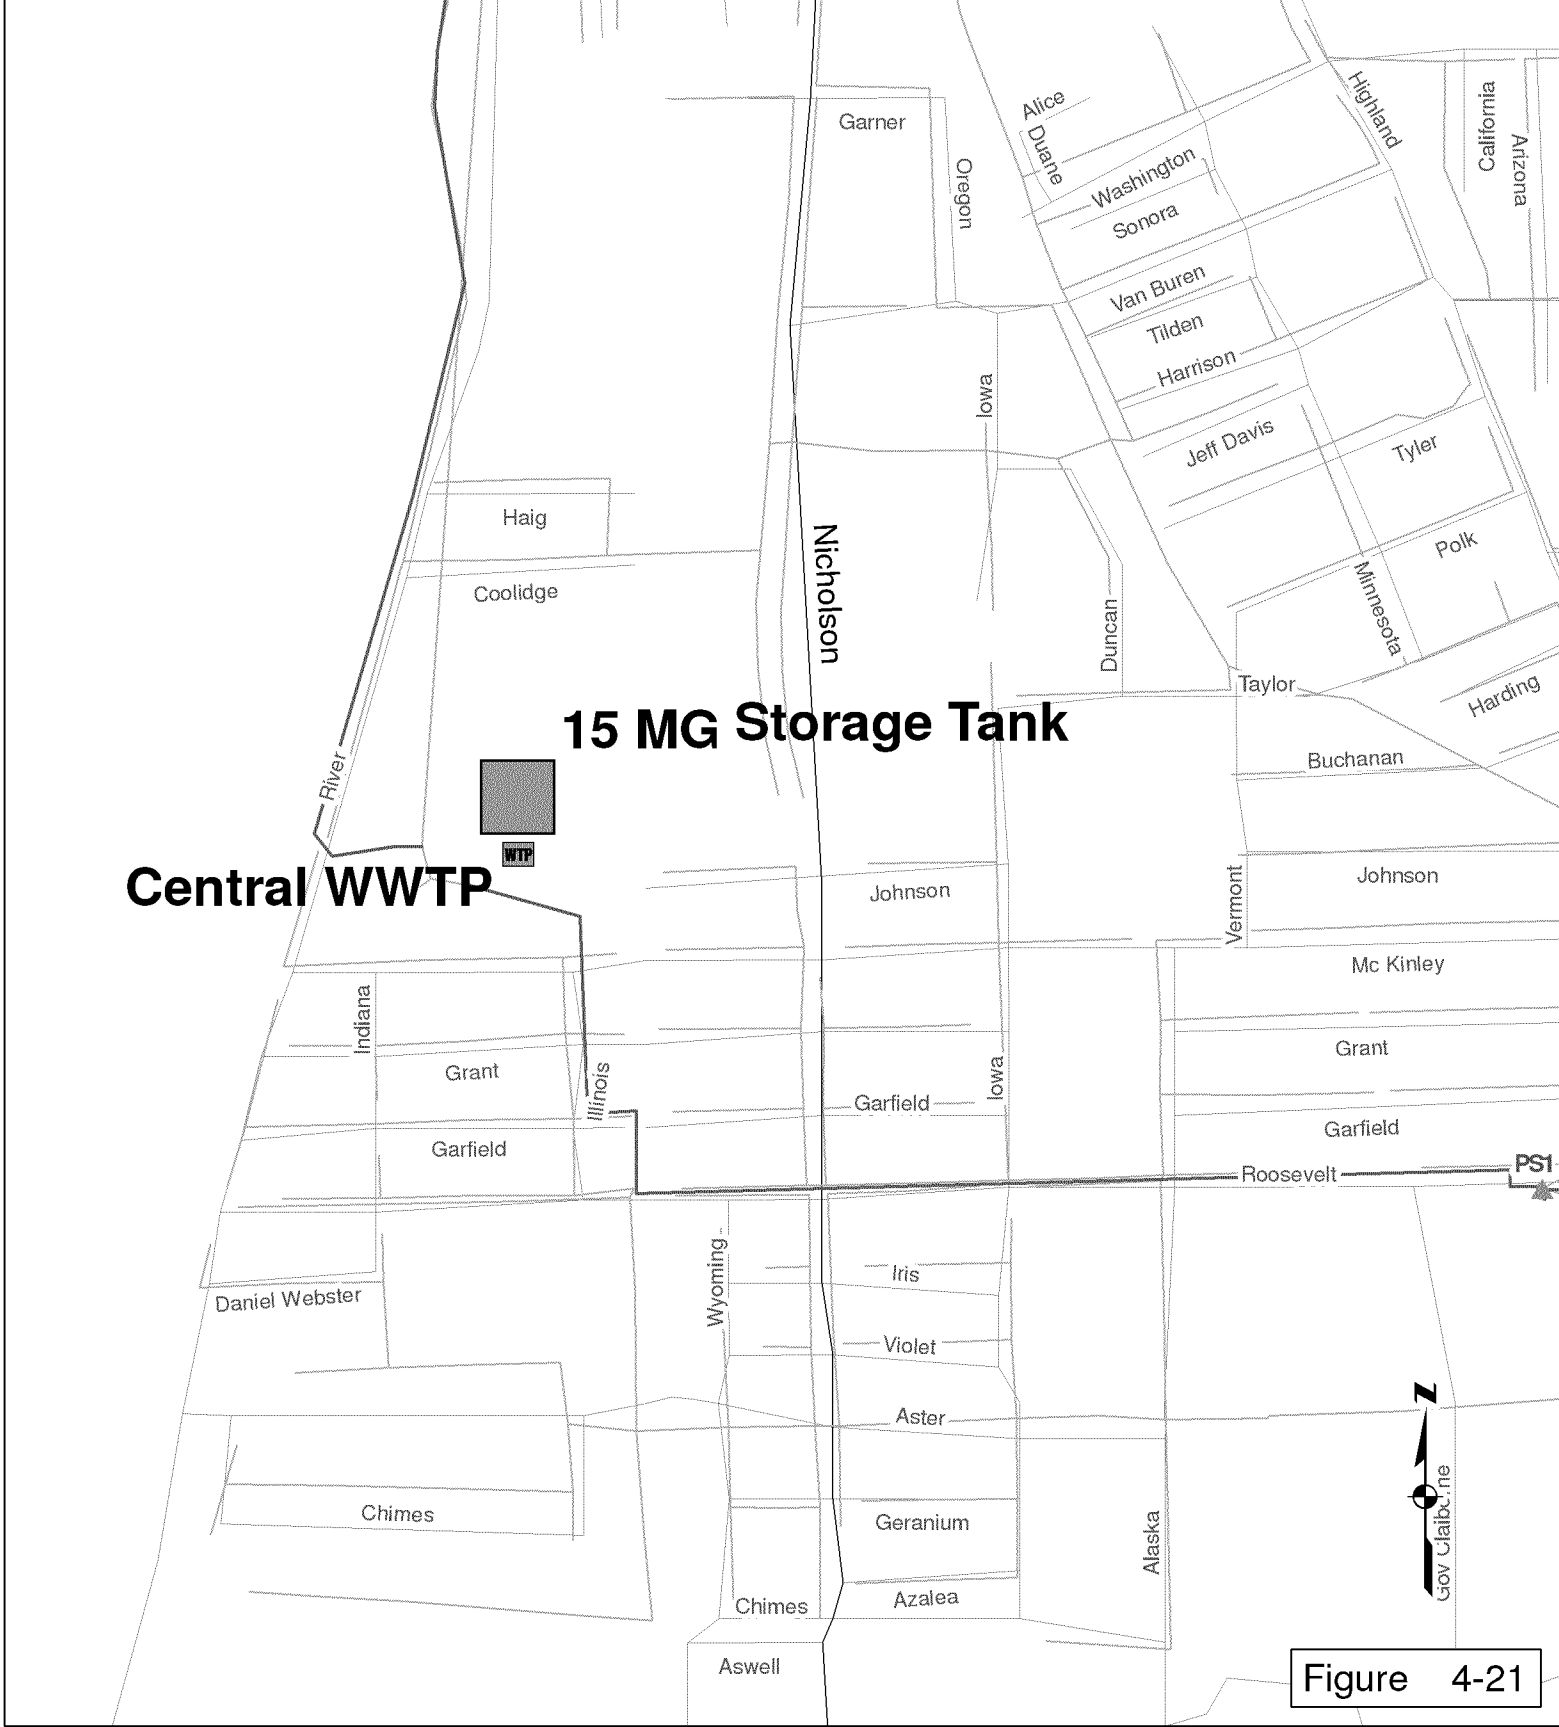 Garner
Alice
Duane
Highland
California
Arizona
Oregon
Washington
Sonora
Van Buren
Tilden
Harrison
Iowa
Jeff Davis
Tyler
Haig
Nicholson
Polk
Coolidge
Minnesota
Duncan
Taylor
Harding
15 MG Storage Tank
River
Buchanan
WTP
Central WWTP
Johnson
Vermont
Johnson
Mc Kinley
Indiana
Grant
Illinois
Iowa
Grant
Garfield
Garfield
Garfield
Roosevelt
PS1
Wyoming
Iris
Daniel Webster
Violet
N
Aster
Chimes
Geranium
Alaska
Gov Claiborne
Chimes
Azalea
Aswell
Figure 4-21